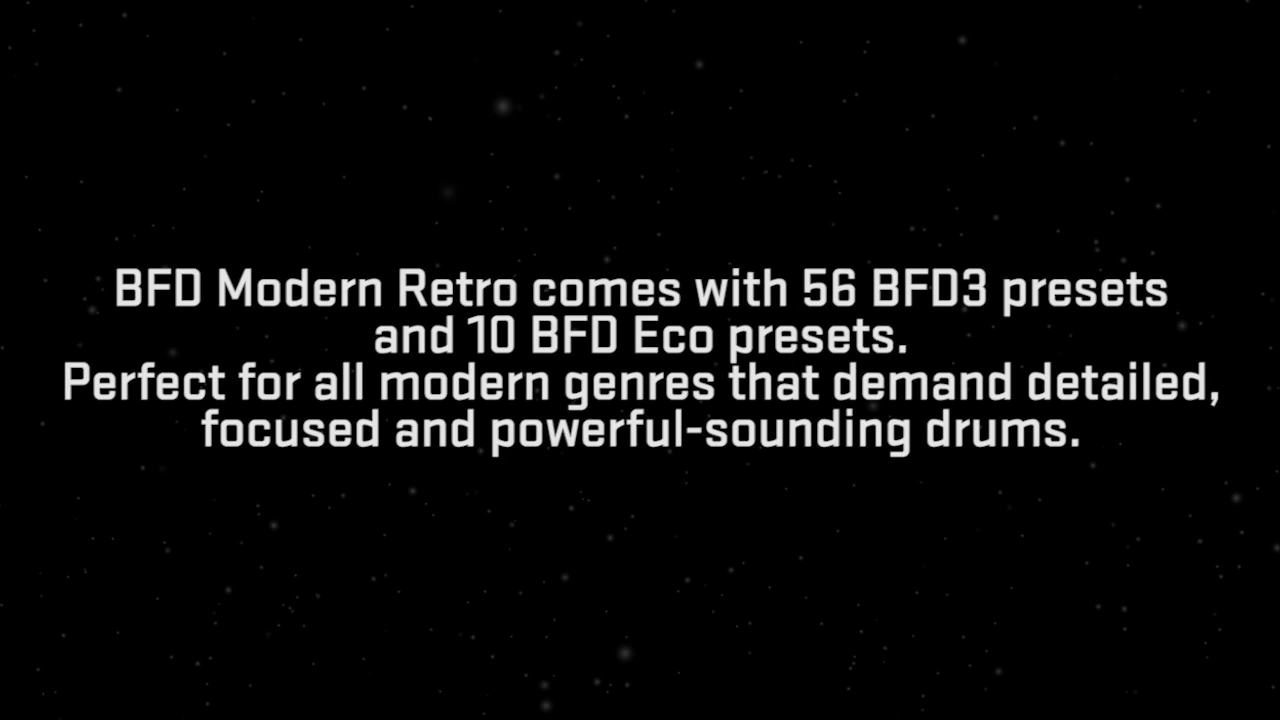 BFD Modern Retro comes with 56 BFD3 presets
and 10 BFD Eco presets.
Perfect for all modern genres that demand detailed,
focused and powerful-sounding drums.